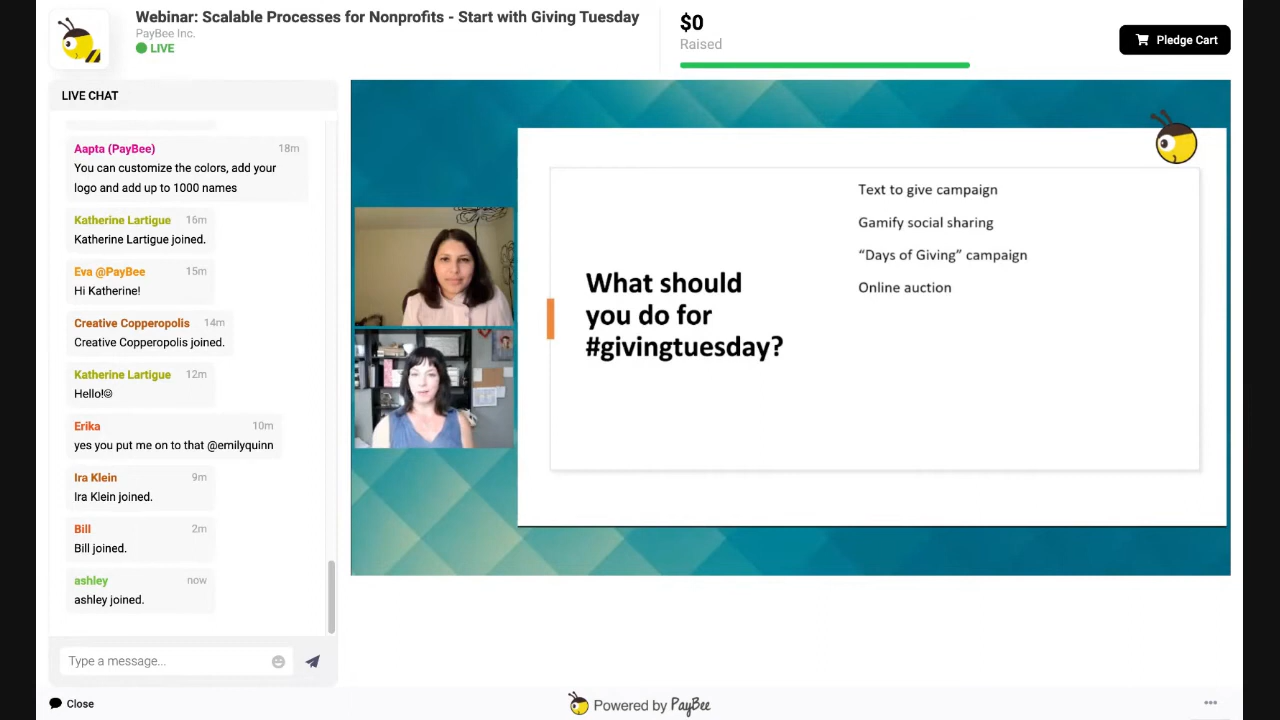 Webinar: Scalable Processes for Nonprofits - Start with Giving Tuesday
PayBee Inc.
LIVE
$0
Raised
Pledge Cart
LIVE CHAT
Aapta (PayBee) 18m
You can customize the colors, add your
logo and add up to 1000 names
Katherine Lartigue 16m
Katherine Lartigue joined.
Eva @PayBee 15m
Hi Katherine!
Creative Copperopolis 14m
Creative Copperopolis joined.
Katherine Lartigue 12m
Hello!☺
Erika 10m
yes you put me on to that @emilyquinn
Ira Klein 9m
Ira Klein joined.
Bill 2m
Bill joined.
ashley now
ashley joined.
Type a message...
Close
What should
you do for
#givingtuesday?
Text to give campaign
Gamify social sharing
“Days of Giving” campaign
Online auction
Powered by PayBee